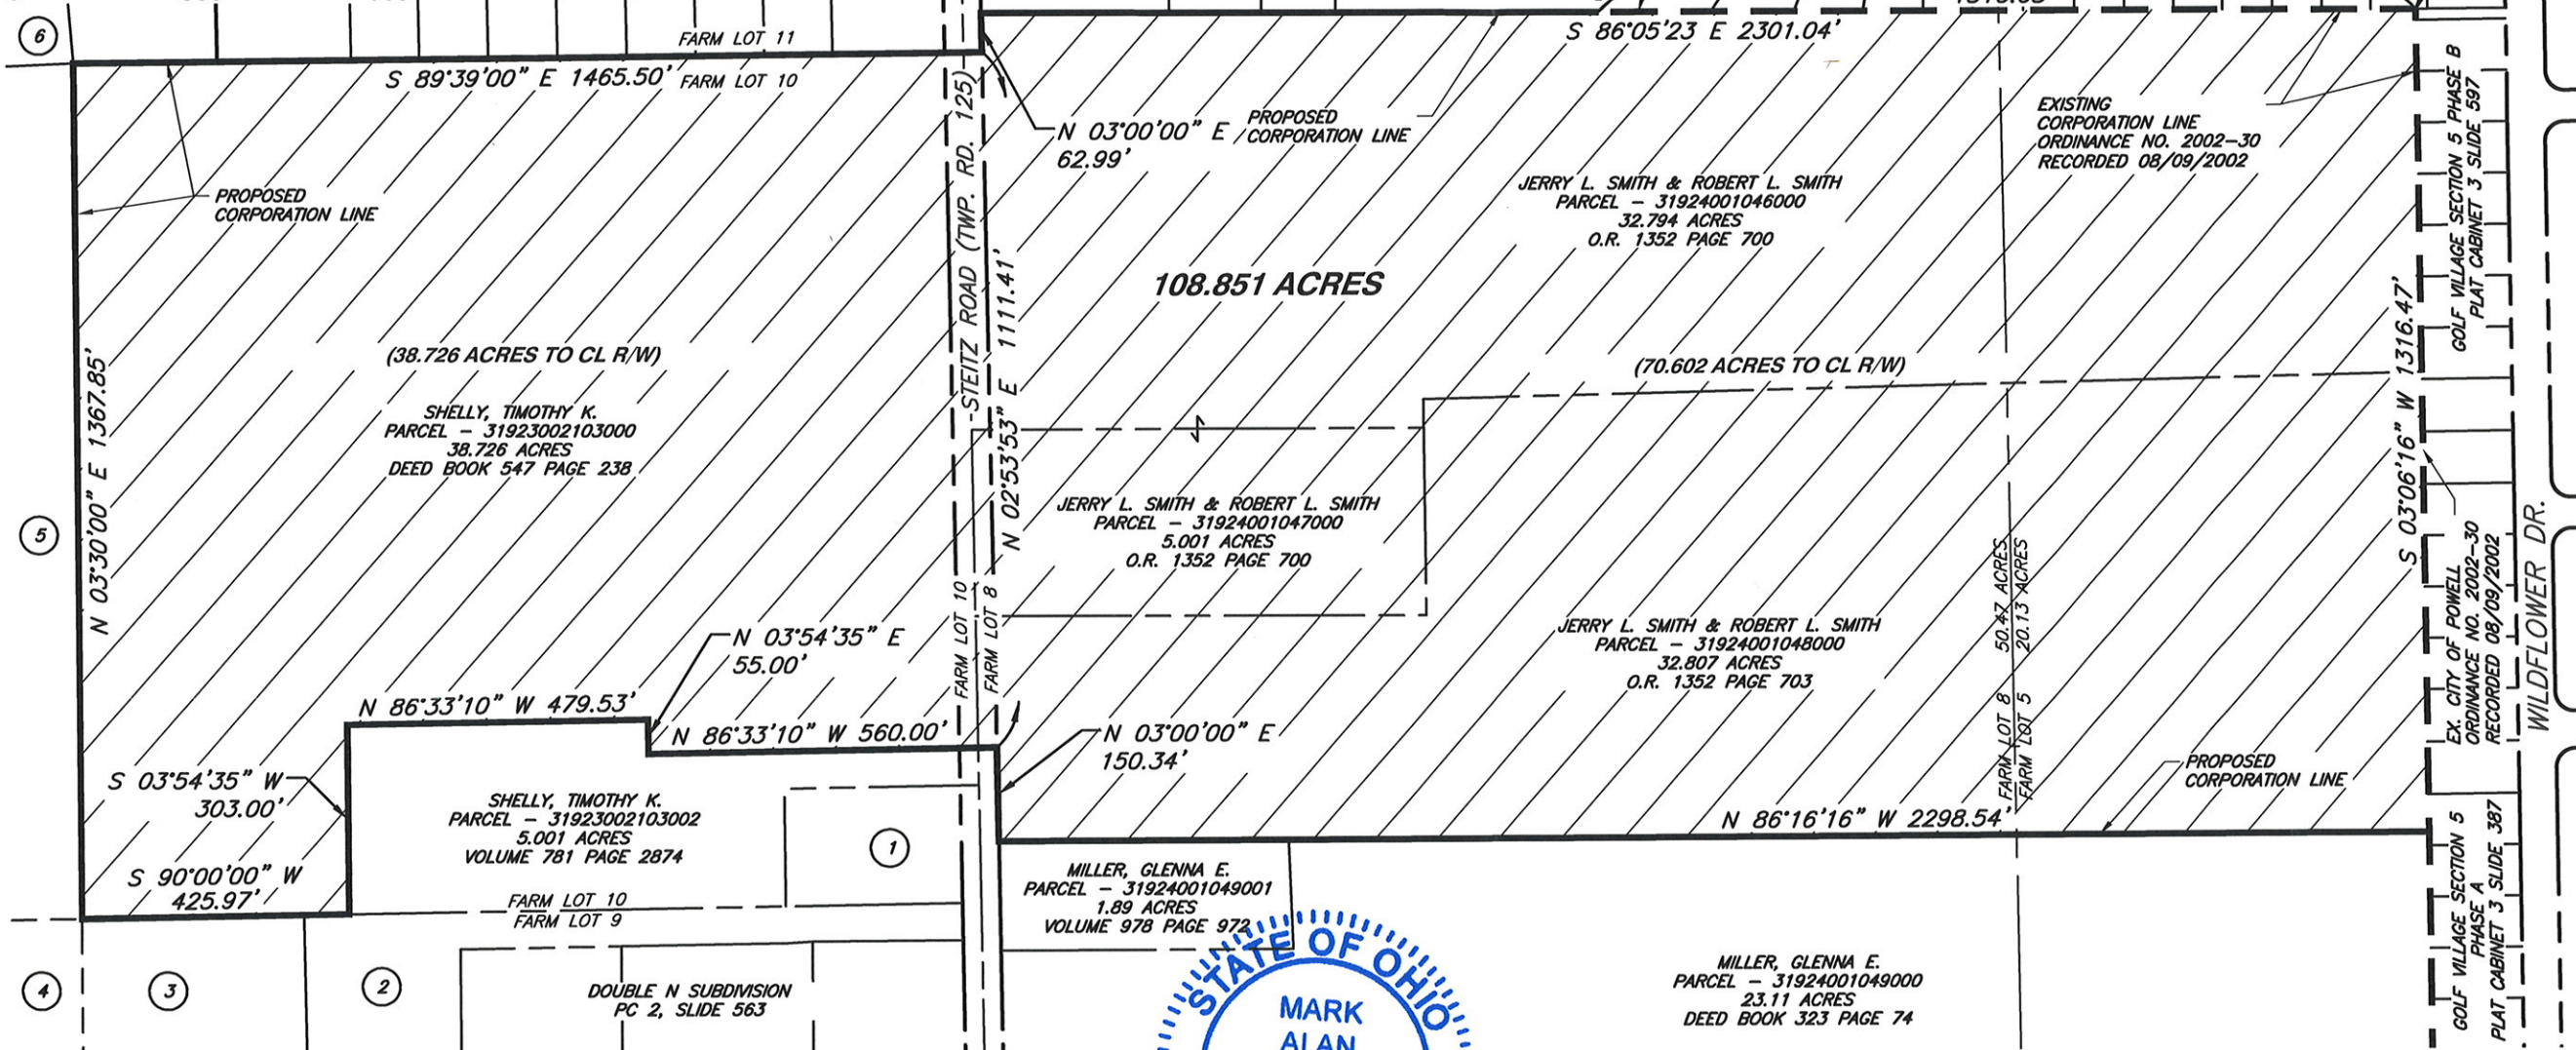 6
FARM LOT 11
S 89°39'00" E 1465.50'
FARM LOT 10
S 86°05'23 E 2301.04'
PROPOSED
CORPORATION LINE
N 03°00'00" E
62.99'
PROPOSED
CORPORATION LINE
EXISTING
CORPORATION LINE
ORDINANCE NO. 2002-30
RECORDED 08/09/2002
JERRY L. SMITH & ROBERT L. SMITH
PARCEL - 31924001046000
32.794 ACRES
O.R. 1352 PAGE 700
108.851 ACRES
STEITZ ROAD (TWP. RD. 125)
N 02°53'53" E 1111.41'
GOLF VILLAGE SECTION 5 PHASE B
PLAT CABINET 3 SLIDE 597
(38.726 ACRES TO CL R/W)
(70.602 ACRES TO CL R/W)
N 03°30'00" E 1367.85'
SHELLY, TIMOTHY K.
PARCEL - 31923002103000
38.726 ACRES
DEED BOOK 547 PAGE 238
S 03°06'16" W 1316.47'
5
JERRY L. SMITH & ROBERT L. SMITH
PARCEL - 31924001047000
5.001 ACRES
O.R. 1352 PAGE 700
FARM LOT 10
FARM LOT 8
FARM LOT 8 50.47 ACRES
FARM LOT 5 20.13 ACRES
EX. CITY OF POWELL
ORDINANCE NO. 2002-30
RECORDED 08/09/2002
WILDFLOWER DR.
N 03°54'35" E
55.00'
JERRY L. SMITH & ROBERT L. SMITH
PARCEL - 31924001048000
32.807 ACRES
O.R. 1352 PAGE 703
N 86°33'10" W 479.53'
N 86°33'10" W 560.00'
N 03°00'00" E
150.34'
PROPOSED
CORPORATION LINE
S 03°54'35" W
303.00'
SHELLY, TIMOTHY K.
PARCEL - 31923002103002
5.001 ACRES
VOLUME 781 PAGE 2874
1
N 86°16'16" W 2298.54'
S 90°00'00" W
425.97'
FARM LOT 10
FARM LOT 9
MILLER, GLENNA E.
PARCEL - 31924001049001
1.89 ACRES
VOLUME 978 PAGE 972
GOLF VILLAGE SECTION 5
PHASE A
PLAT CABINET 3 SLIDE 387
4
3
2
DOUBLE N SUBDIVISION
PC 2, SLIDE 563
STATE OF OHIO
MARK
ALAN
MILLER, GLENNA E.
PARCEL - 31924001049000
23.11 ACRES
DEED BOOK 323 PAGE 74